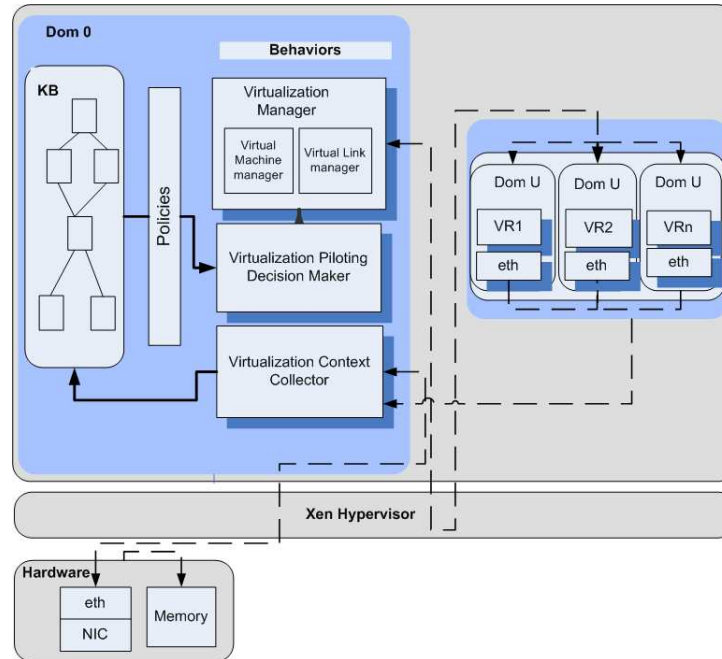 Dom 0
Behaviors
KB
Policies
Virtualization
Manager
Virtual
Machine
manager
Virtual Link
manager
Virtualization Piloting
Decision Maker
Virtualization Context
Collector
Dom U
Dom U
Dom U
VR1
VR2
VRn
eth
eth
eth
Xen Hypervisor
Hardware
eth
NIC
Memory